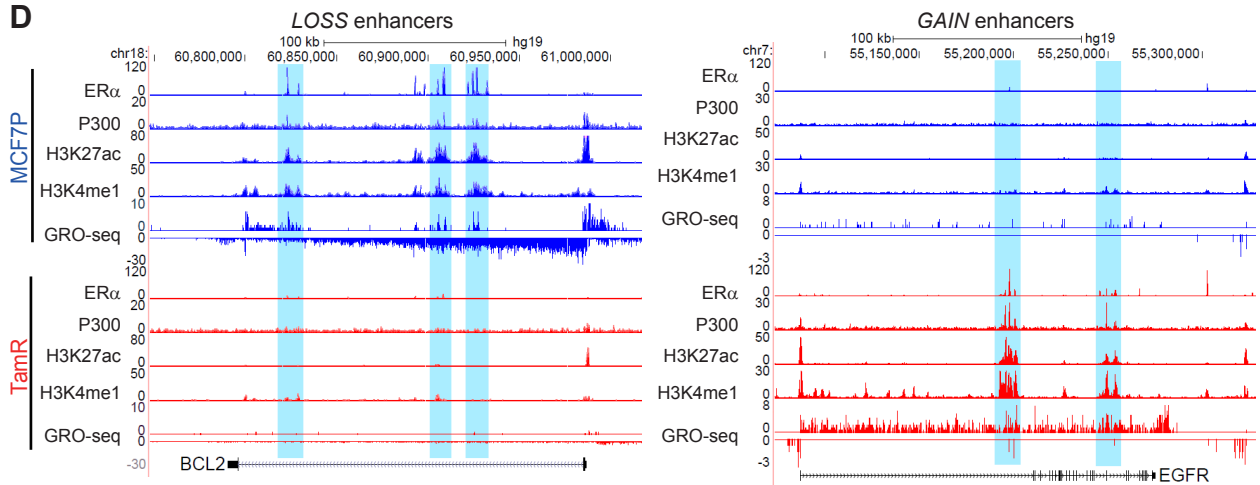 D
LOSS enhancers
GAIN enhancers
100 kb hg19
chr18: 60,800,000 60,850,000 60,900,000 60,950,000 61,000,000
100 kb hg19
chr7: 55,150,000 55,200,000 55,250,000 55,300,000
MCF7P
120
ERα 0
20
P300 0
80
H3K27ac 0
50
H3K4me1 0
10
GRO-seq 0
0
-30
TamR
120
ERα 0
20
P300 0
80
H3K27ac 0
50
H3K4me1 0
10
GRO-seq 0
0
-30
BCL2
120
ERα 0
30
P300 0
50
H3K27ac 0
30
H3K4me1 0
8
GRO-seq 0
0
-3
120
ERα 0
30
P300 0
50
H3K27ac 0
30
H3K4me1 0
8
GRO-seq 0
0
-3
EGFR